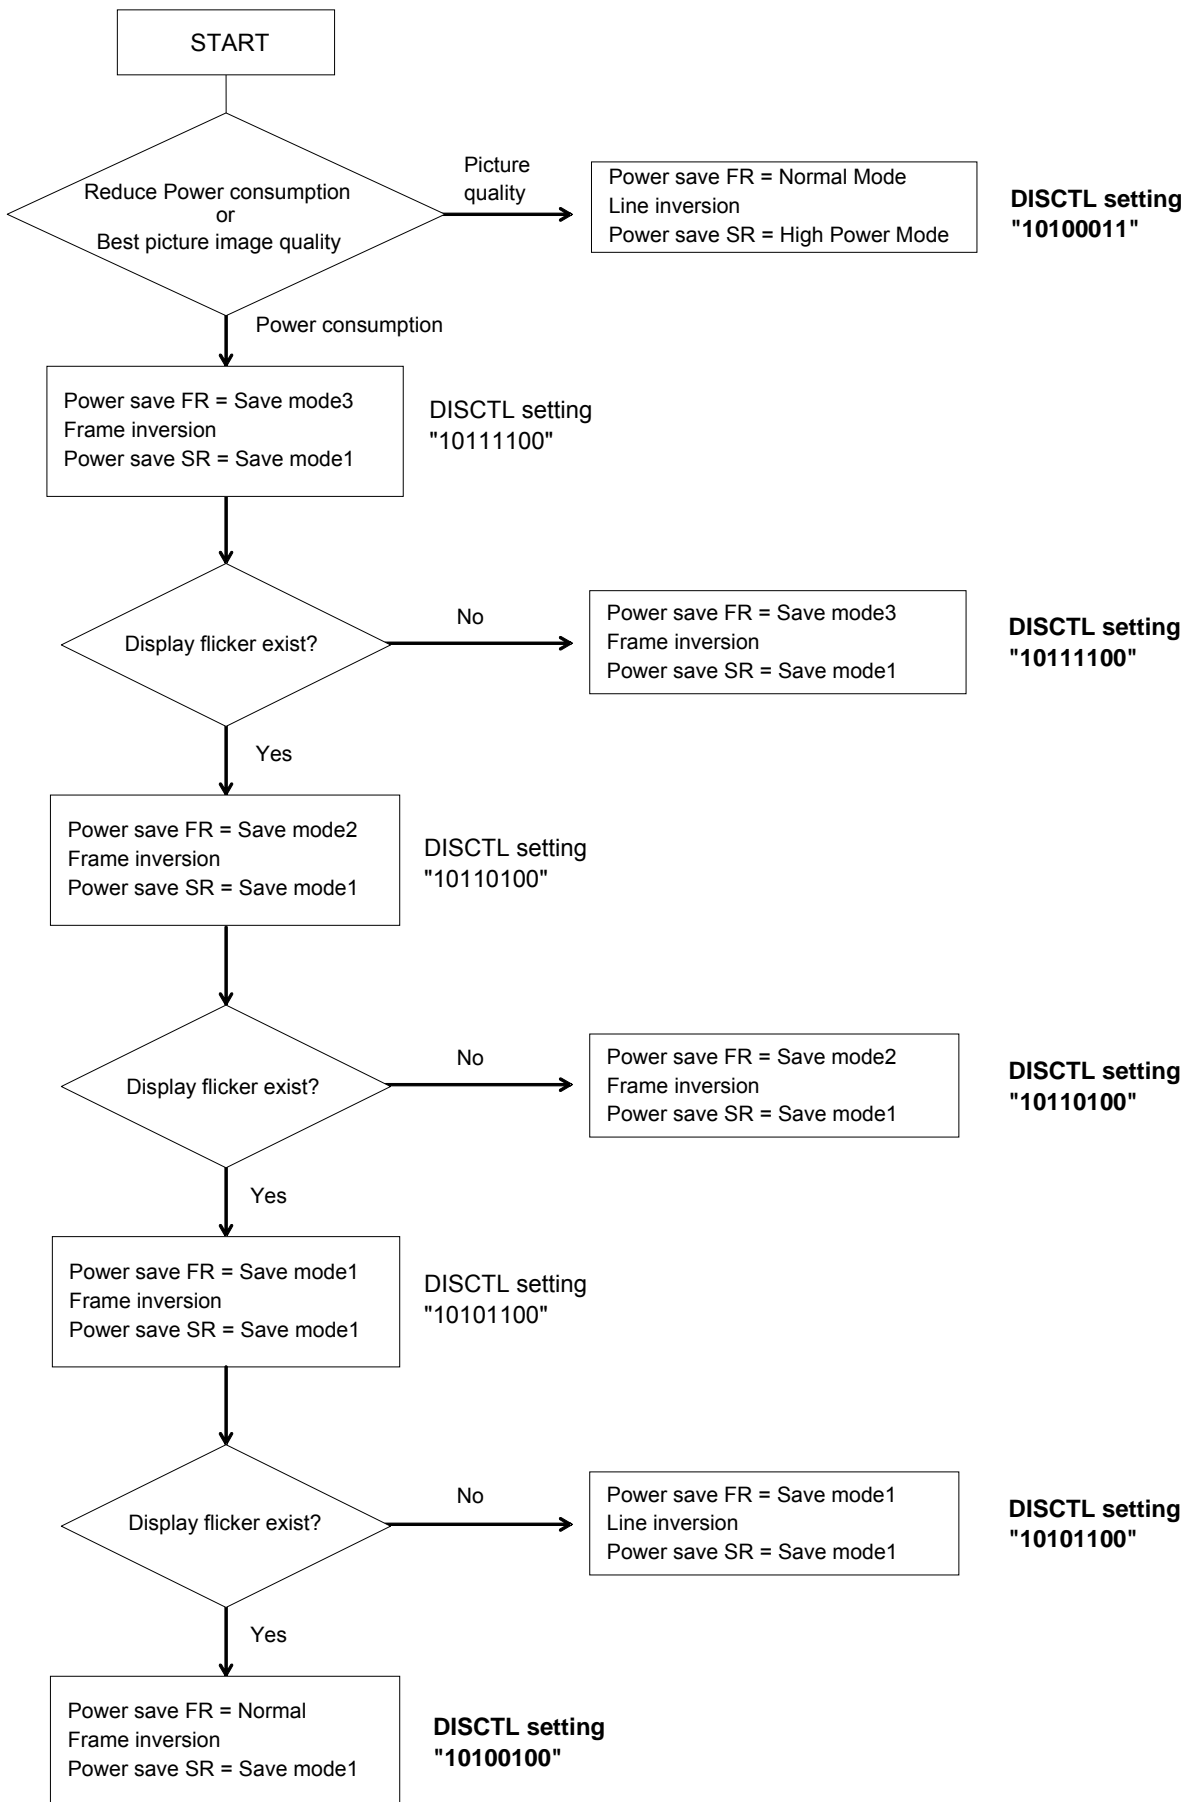 START
Reduce Power consumption
or
Best picture image quality
Picture
quality
Power save FR = Normal Mode
Line inversion
Power save SR = High Power Mode
DISCTL setting
"10100011"
Power consumption
Power save FR = Save mode3
Frame inversion
Power save SR = Save mode1
DISCTL setting
"10111100"
Display flicker exist?
No
Power save FR = Save mode3
Frame inversion
Power save SR = Save mode1
DISCTL setting
"10111100"
Yes
Power save FR = Save mode2
Frame inversion
Power save SR = Save mode1
DISCTL setting
"10110100"
Display flicker exist?
No
Power save FR = Save mode2
Frame inversion
Power save SR = Save mode1
DISCTL setting
"10110100"
Yes
Power save FR = Save mode1
Frame inversion
Power save SR = Save mode1
DISCTL setting
"10101100"
Display flicker exist?
No
Power save FR = Save mode1
Line inversion
Power save SR = Save mode1
DISCTL setting
"10101100"
Yes
Power save FR = Normal
Frame inversion
Power save SR = Save mode1
DISCTL setting
"10100100"